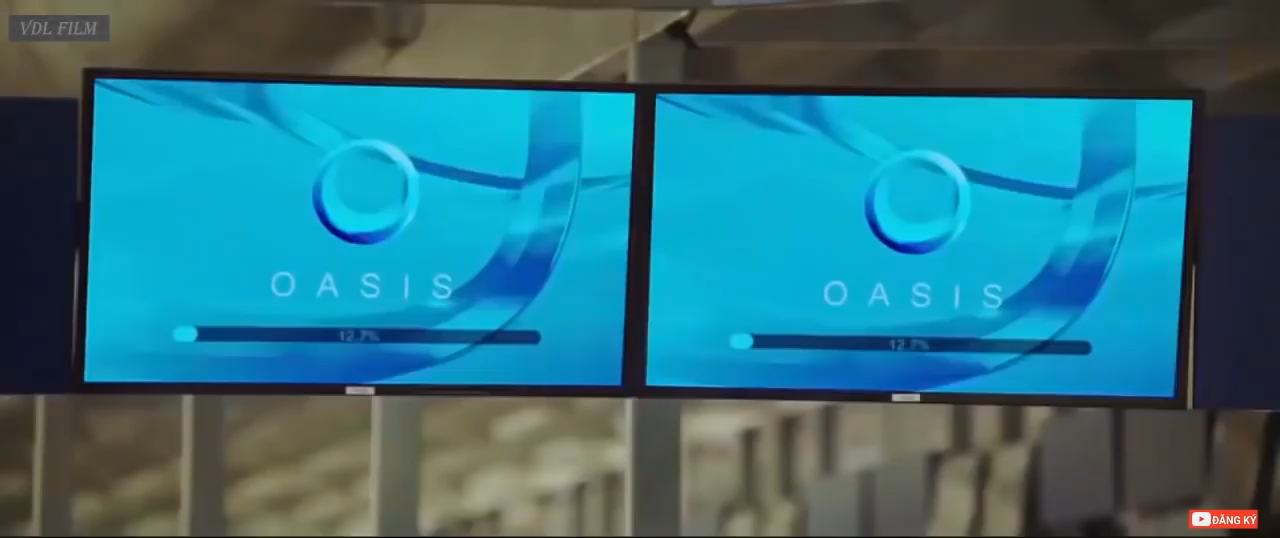 VDL FILM
OASIS
12.7%
OASIS
12.7%
ĐĂNG KÝ